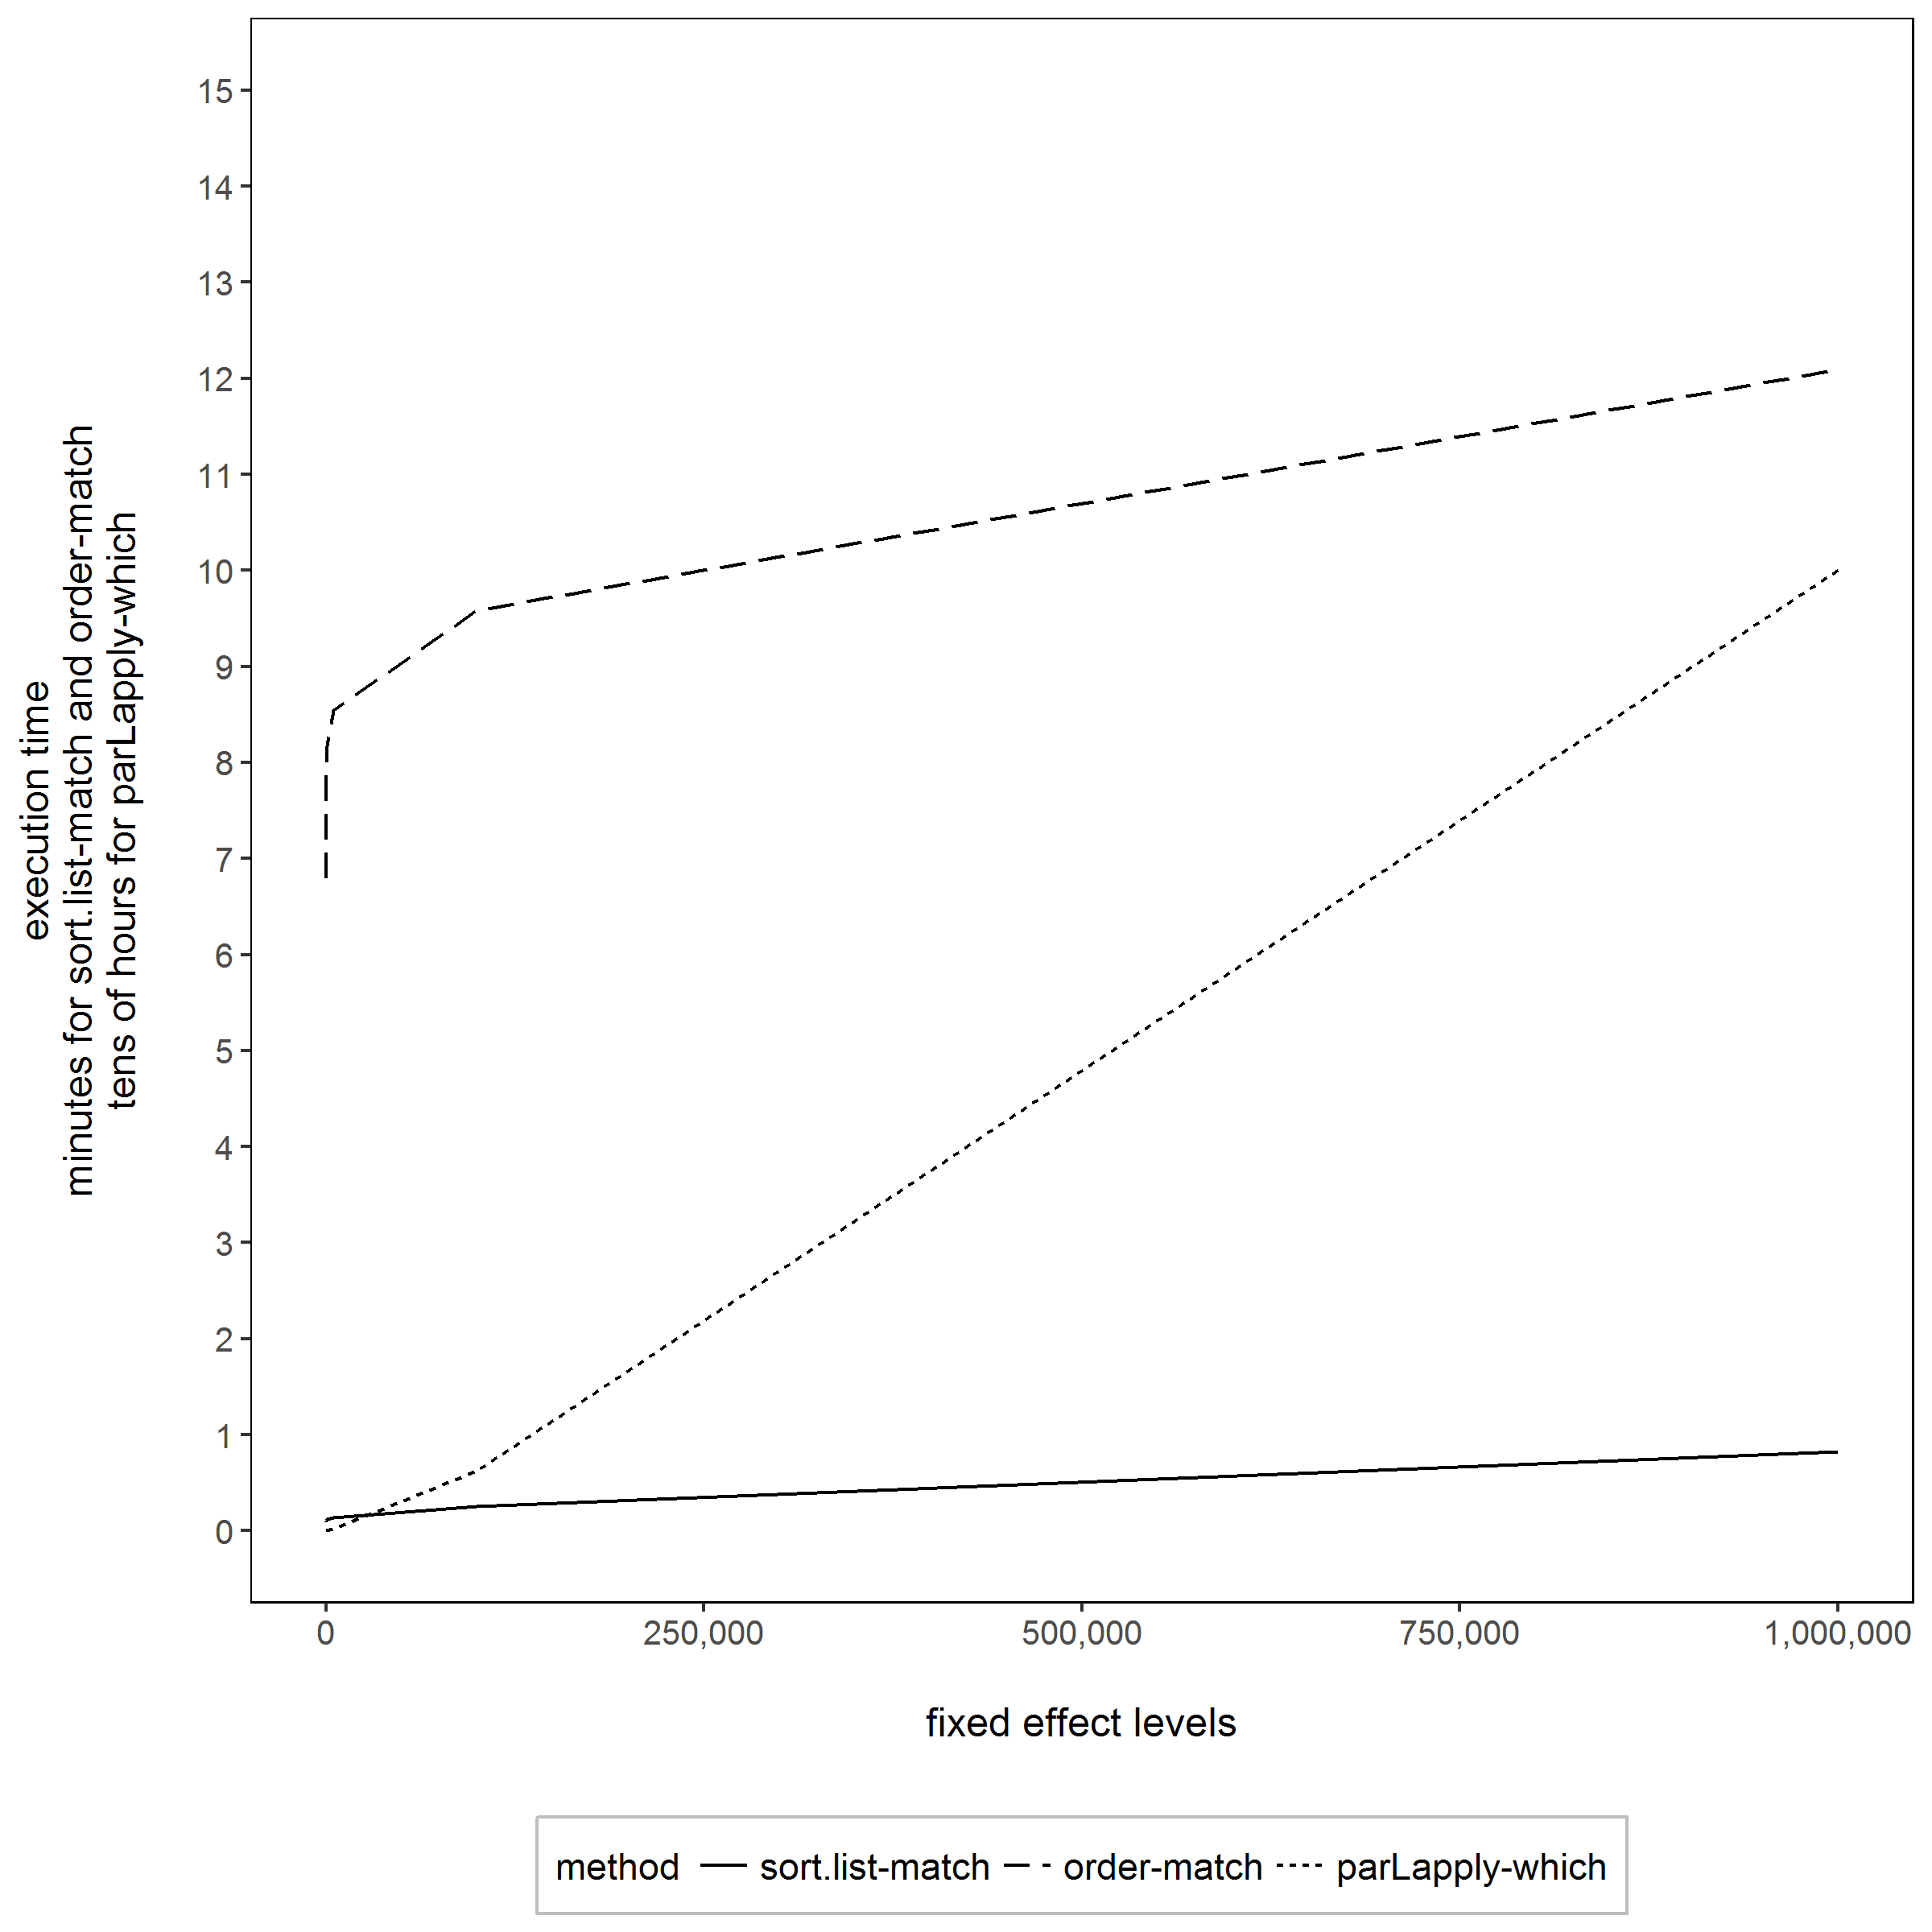 execution time
minutes for sort.list-match and order-match
tens of hours for parLapply-which
15
14
13
12
11
10
9
8
7
6
5
4
3
2
1
0
0 250,000 500,000 750,000 1,000,000
fixed effect levels
method sort.list-match order-match parLapply-which